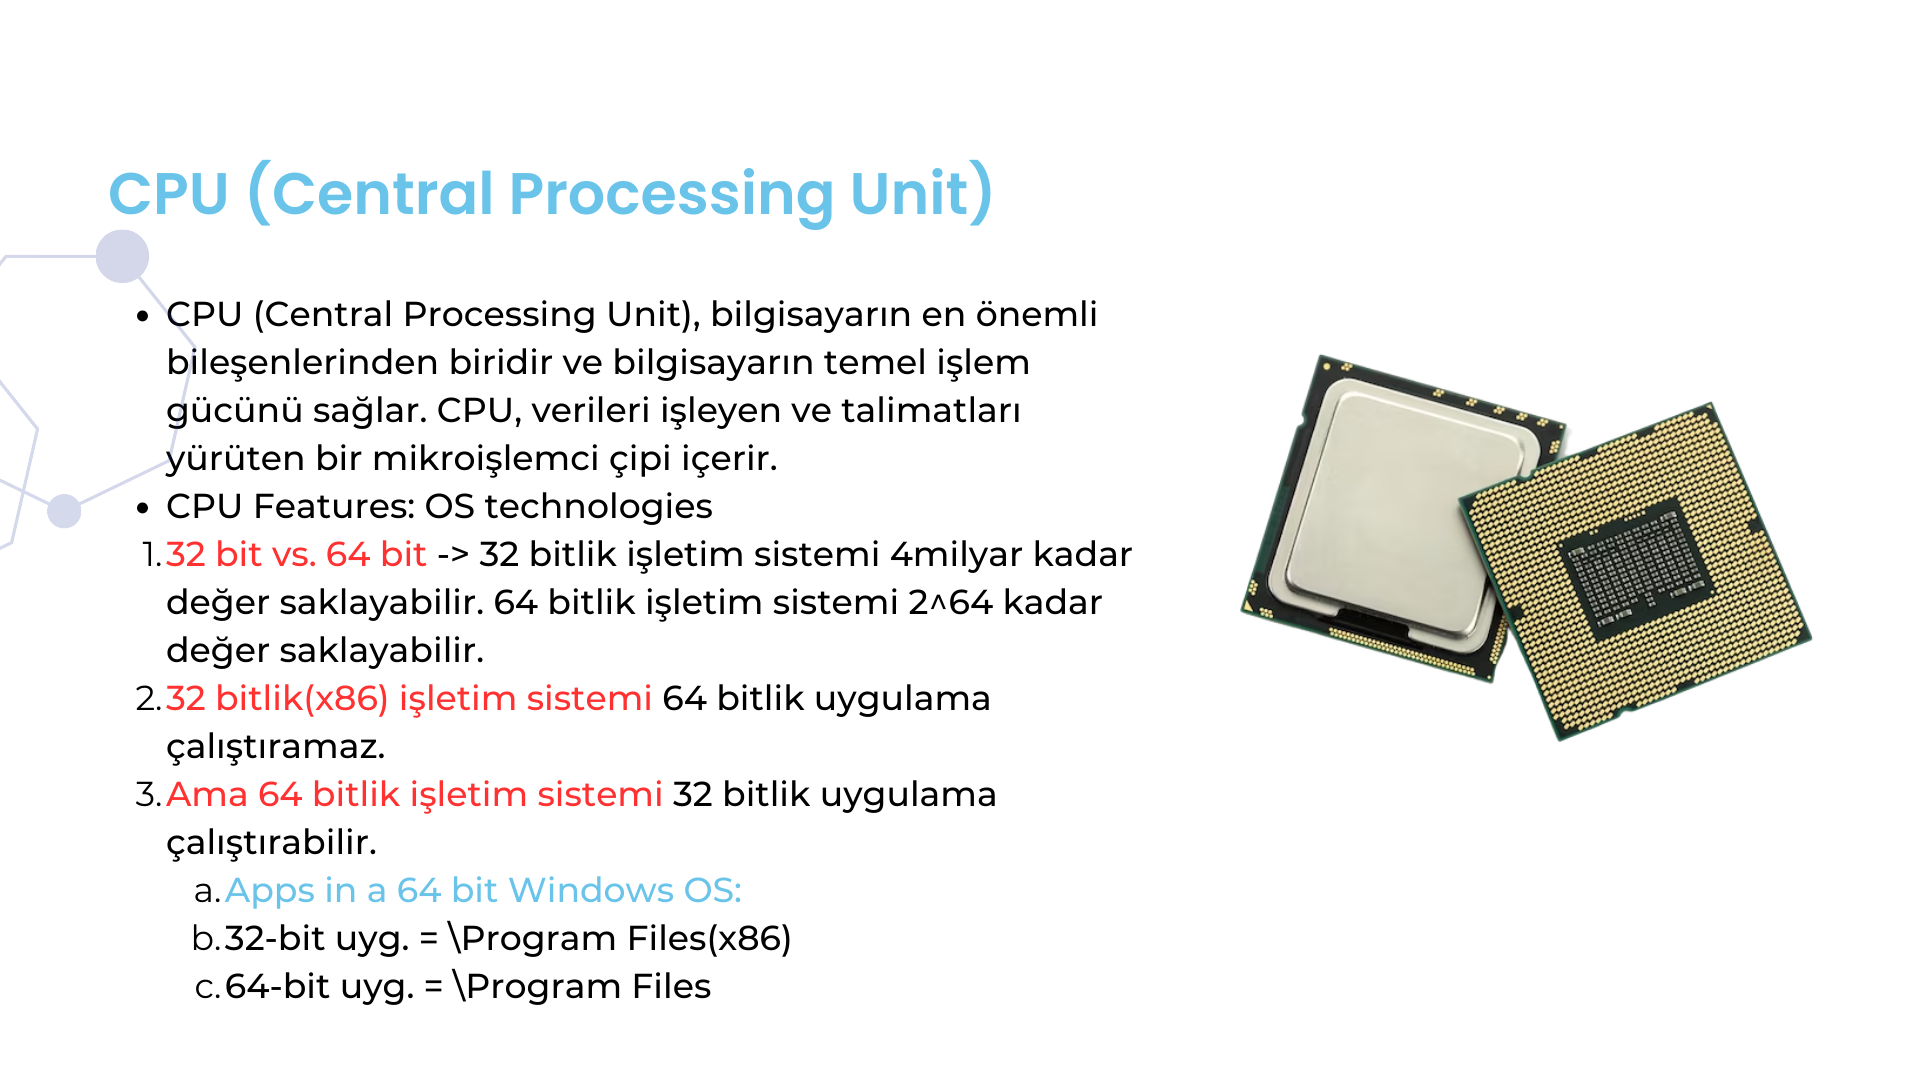 CPU (Central Processing Unit)
• CPU (Central Processing Unit), bilgisayarın en önemli
bileşenlerinden biridir ve bilgisayarın temel işlem
gücünü sağlar. CPU, verileri işleyen ve talimatları
yürüten bir mikroişlemci çipi içerir.
• CPU Features: OS technologies
1. 32 bit vs. 64 bit -> 32 bitlik işletim sistemi 4milyar kadar
değer saklayabilir. 64 bitlik işletim sistemi 2^64 kadar
değer saklayabilir.
2. 32 bitlik(x86) işletim sistemi 64 bitlik uygulama
çalıştıramaz.
3. Ama 64 bitlik işletim sistemi 32 bitlik uygulama
çalıştırabilir.
a. Apps in a 64 bit Windows OS:
b. 32-bit uyg. = \Program Files(x86)
c. 64-bit uyg. = \Program Files